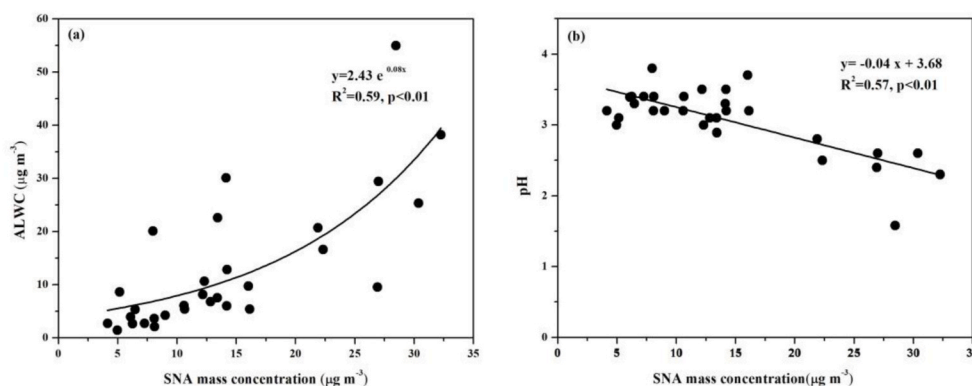 (a)
y=2.43 e 0.08x
R²=0.59, p<0.01
60
50
40
30
20
10
0
ALWC (μg m⁻³)
0 5 10 15 20 25 30 35
SNA mass concentration (μg m⁻³)
(b)
y= -0.04 x + 3.68
R²=0.57, p<0.01
4
3
2
1
0
pH
0 5 10 15 20 25 30 35
SNA mass concentration(μg m⁻³)